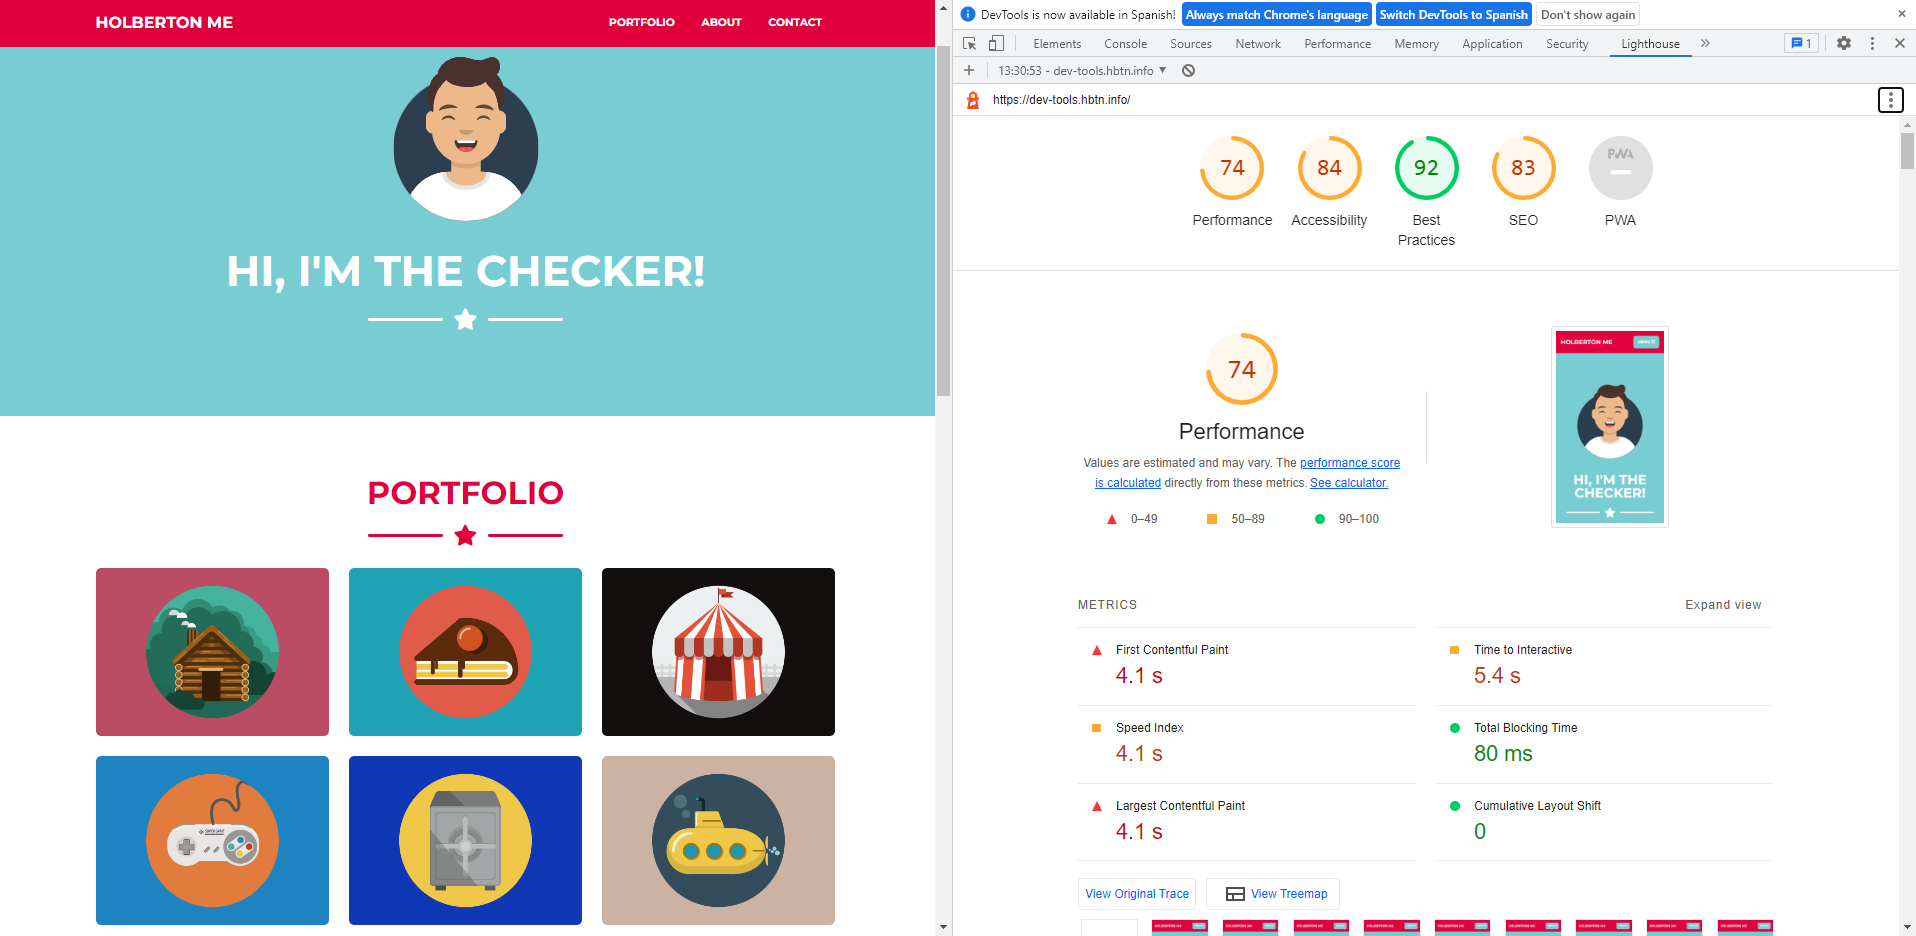 HOLBERTON ME
PORTFOLIO ABOUT CONTACT
HI, I'M THE CHECKER!
PORTFOLIO
DevTools is now available in Spanish! Always match Chrome's language Switch DevTools to Spanish Don't show again
Elements Console Sources Network Performance Memory Application Security Lighthouse 1
13:30:53 - dev-tools.hbtn.info
https://dev-tools.hbtn.info/
74 84 92 83 PWA
Performance Accessibility Best Practices SEO PWA
74
Performance
Values are estimated and may vary. The performance score
is calculated directly from these metrics. See calculator.
0–49 50–89 90–100
HOLBERTON ME
HI, I'M THE
CHECKER!
METRICS Expand view
First Contentful Paint
4.1 s
Time to Interactive
5.4 s
Speed Index
4.1 s
Total Blocking Time
80 ms
Largest Contentful Paint
4.1 s
Cumulative Layout Shift
0
View Original Trace View Treemap